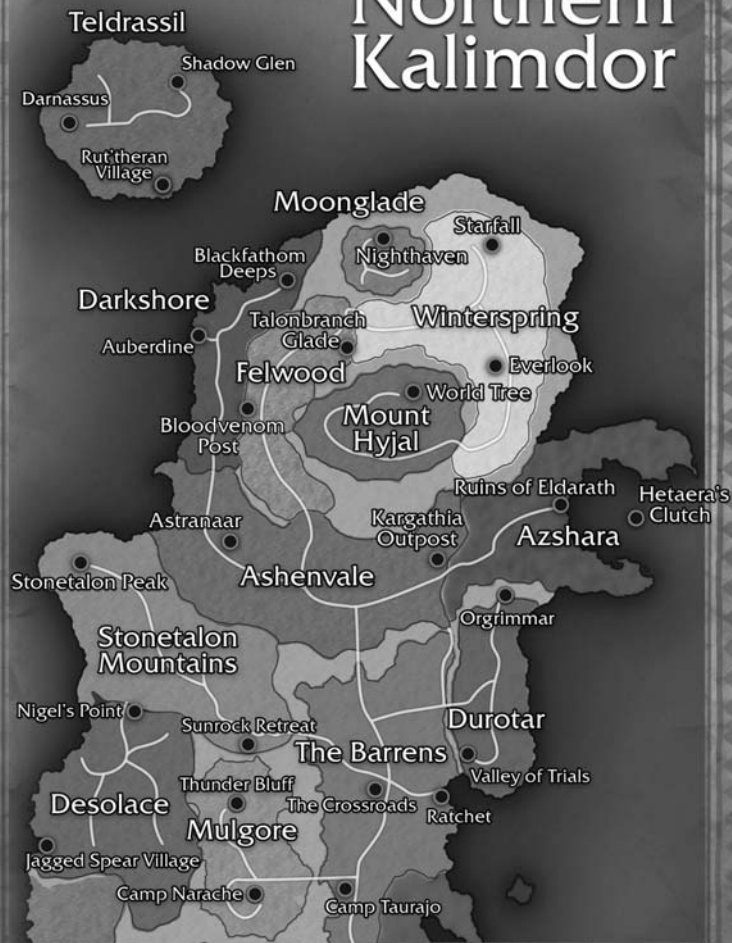 Northern
Kalimdor
Teldrassil
Shadow Glen
Darnassus
Rut'theran
Village
Moonglade
Starfall
Nighthaven
Blackfathom
Deeps
Darkshore
Talonbranch
Glade
Winterspring
Auberdine
Felwood
Everlook
World Tree
Mount
Hyjal
Bloodvenom
Post
Ruins of Eldarath
Hetaera's
Clutch
Astranaar
Kargathia
Outpost
Azshara
Stonetalon Peak
Ashenvale
Orgrimmar
Stonetalon
Mountains
Nigel's Point
Sunrock Retreat
Durotar
The Barrens
Valley of Trials
Thunder Bluff
Desolace
The Crossroads
Ratchet
Mulgore
Jagged Spear Village
Camp Narache
Camp Taurajo